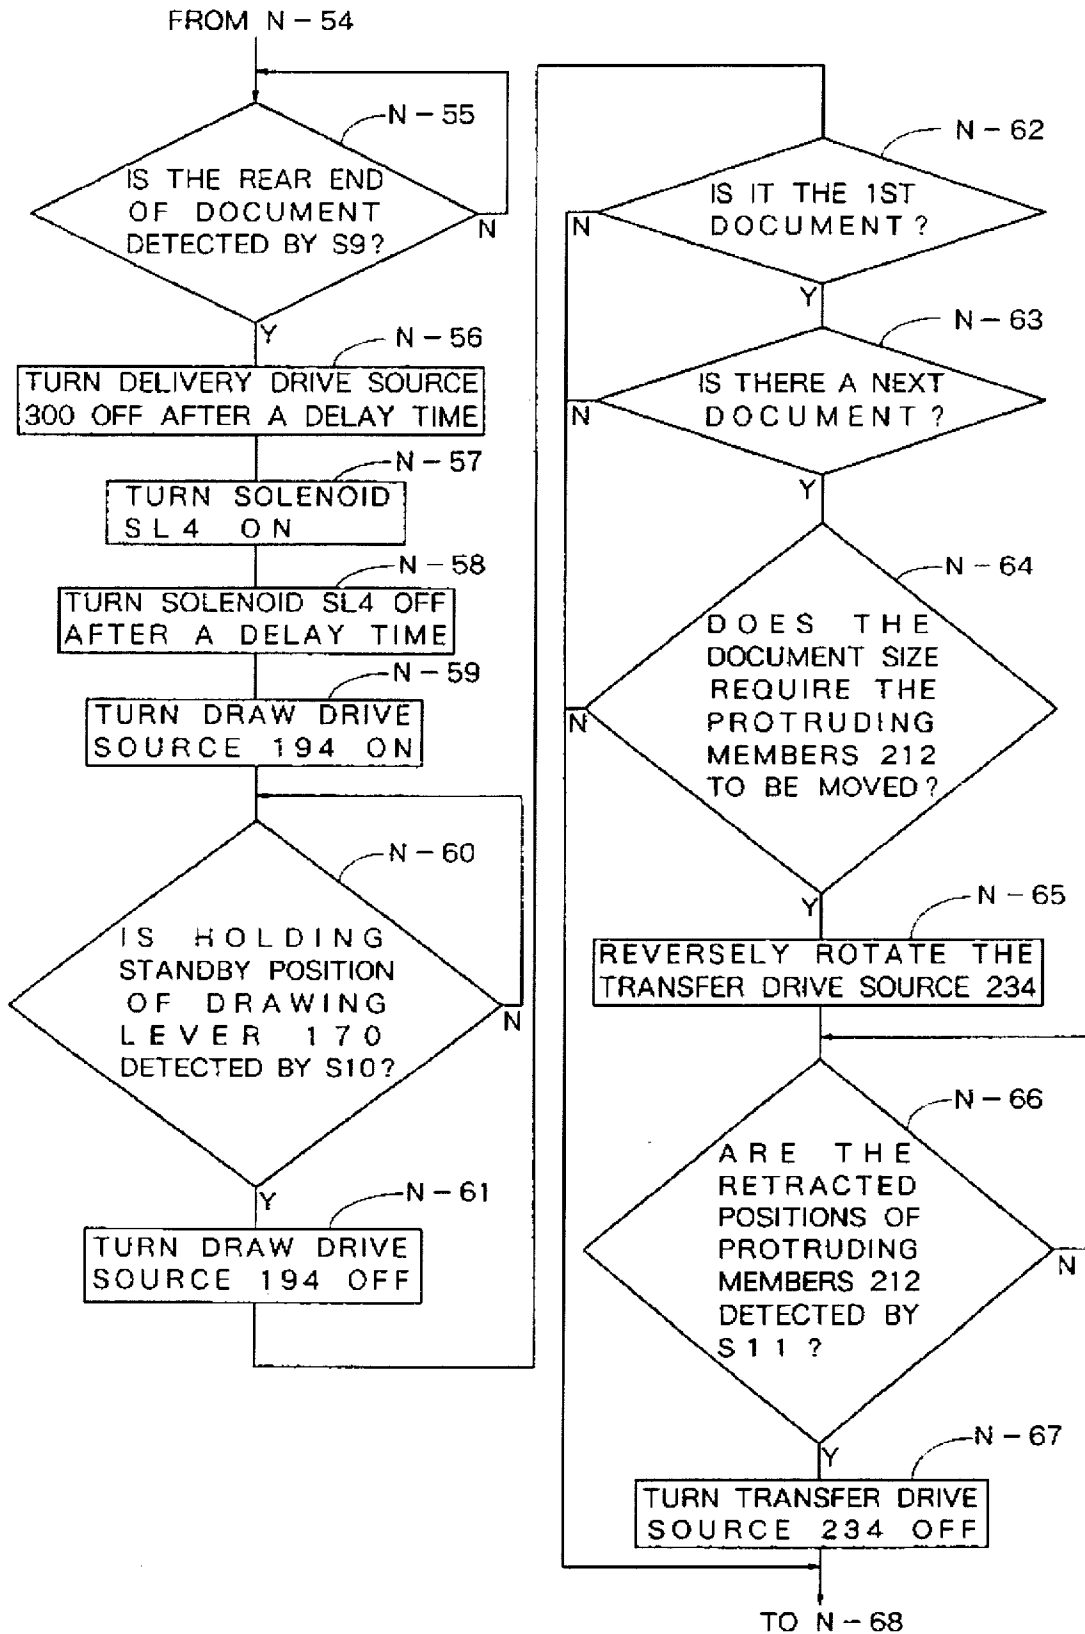 FROM N-54
N-55
IS THE REAR END
OF DOCUMENT
DETECTED BY S9?
N
Y
N-56
TURN DELIVERY DRIVE SOURCE
300 OFF AFTER A DELAY TIME
N-57
TURN SOLENOID
SL4 ON
N-58
TURN SOLENOID SL4 OFF
AFTER A DELAY TIME
N-59
TURN DRAW DRIVE
SOURCE 194 ON
N-60
IS HOLDING
STANDBY POSITION
OF DRAWING
LEVER 170
DETECTED BY S10?
N
Y
N-61
TURN DRAW DRIVE
SOURCE 194 OFF
N-62
IS IT THE 1ST
DOCUMENT?
N
Y
N-63
IS THERE A NEXT
DOCUMENT?
N
Y
N-64
DOES THE
DOCUMENT SIZE
REQUIRE THE
PROTRUDING
MEMBERS 212
TO BE MOVED?
N
Y
N-65
REVERSELY ROTATE THE
TRANSFER DRIVE SOURCE 234
N-66
ARE THE
RETRACTED
POSITIONS OF
PROTRUDING
MEMBERS 212
DETECTED BY
S11?
N
Y
N-67
TURN TRANSFER DRIVE
SOURCE 234 OFF
TO N-68